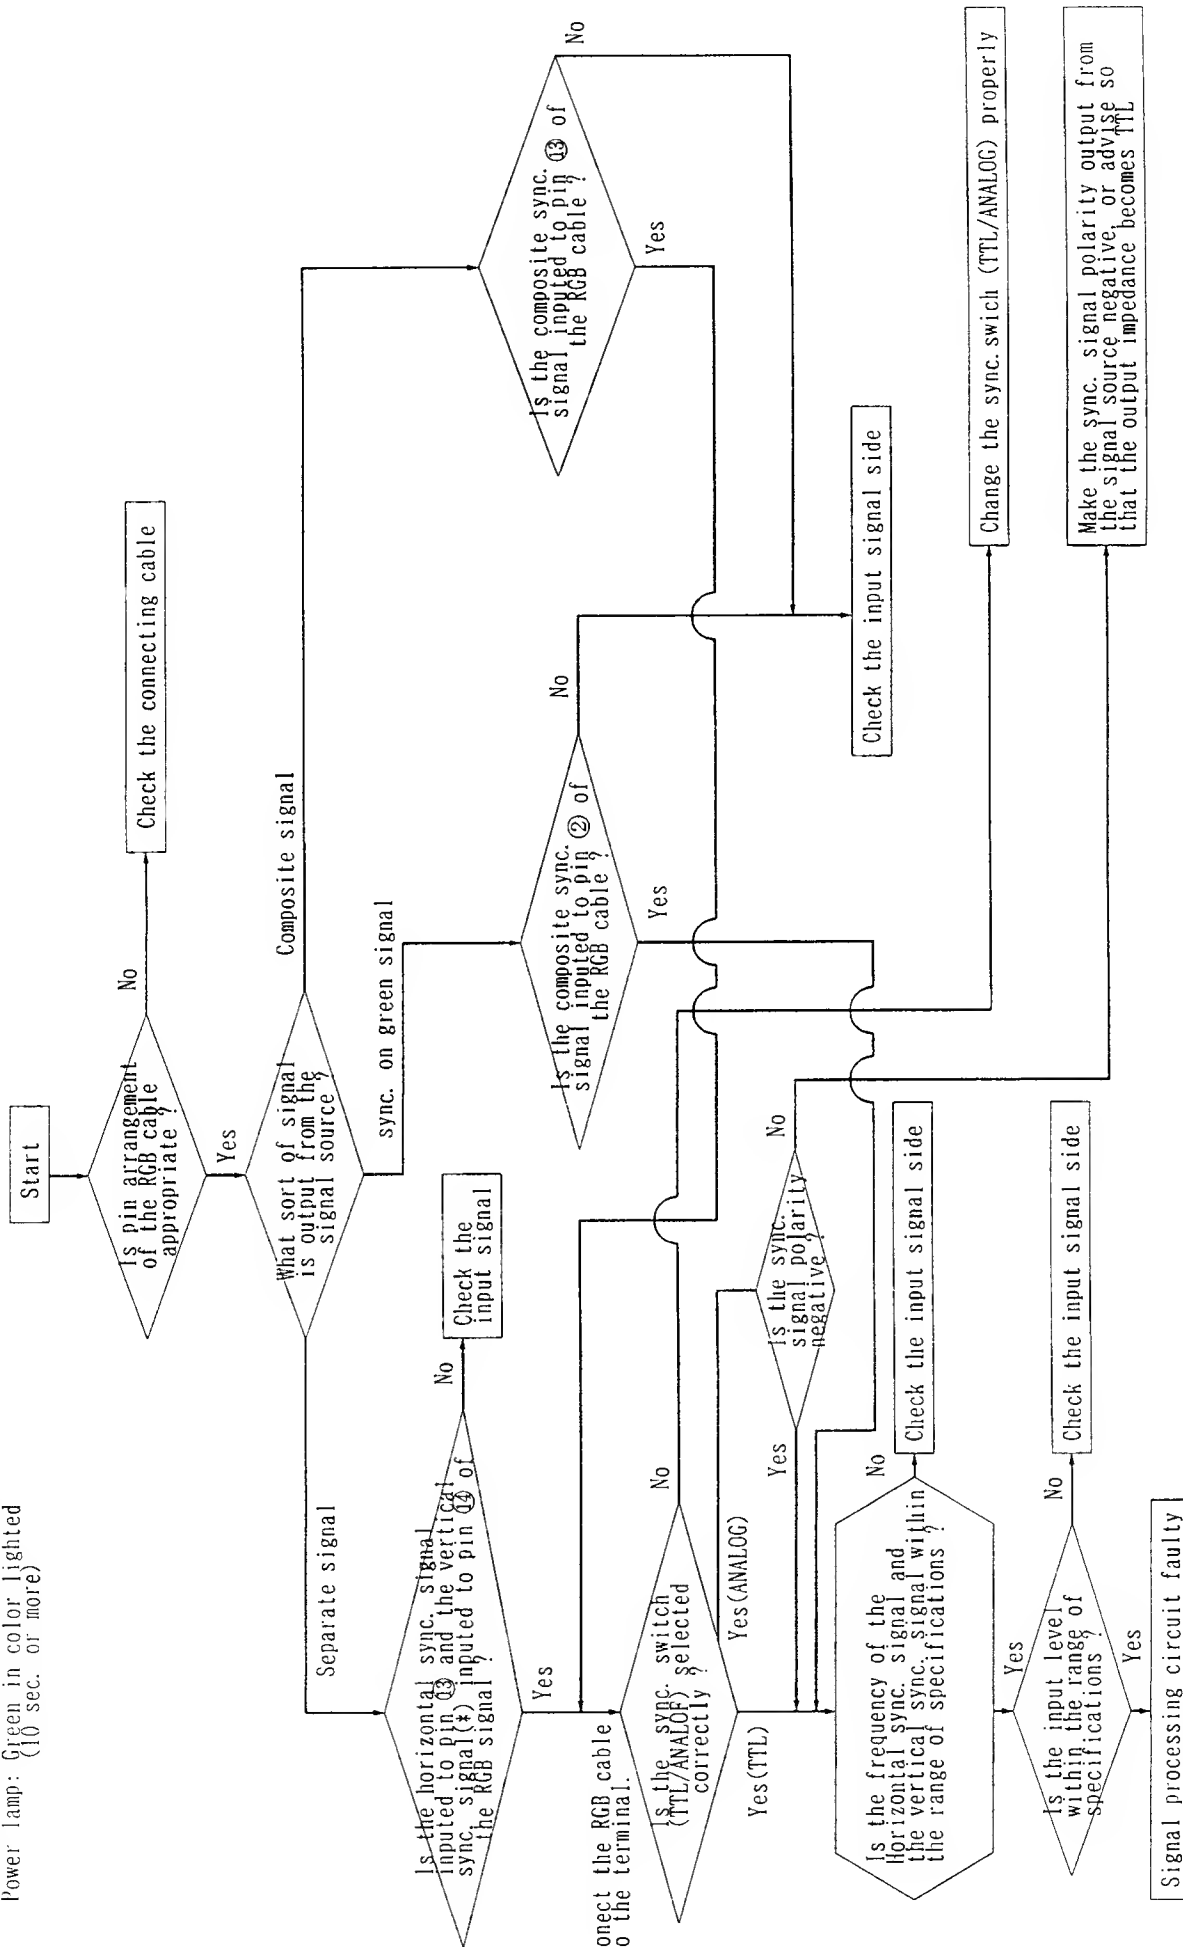 Power lamp: Green in color lighted
(10 sec. or more)
Start
Is pin arrangement
of the RGB cable
appropriate ?
No
Check the connecting cable
Yes
What sort of signal
is output from the
signal source ?
Composite signal
Separate signal
sync. on green signal
Is the horizontal sync. signal
inputed to pin ⑬ and the vertical
sync. signal(*) inputed to pin ⑭ of
the RGB signal ?
No
Check the
input signal
Yes
Is the composite sync.
signal inputed to pin ② of
the RGB cable ?
No
Yes
Is the composite sync.
signal inputed to pin ⑬ of
the RGB cable ?
No
Yes
Check the input signal side
onect the RGB cable
o the terminal.
Is the sync. switch
(TTL/ANALOF) selected
correctly ?
No
Yes(ANALOG)
Yes(TTL)
Change the sync.swich (TTL/ANALOG) properly
Is the sync.
signal polarity
negative ?
No
Yes
Make the sync. signal polarity output from
the signal source negative, or advise so
that the output impedance becomes TTL
Is the frequency of the
Horizontal sync. signal and
the vertical sync. signal within
the range of specifications ?
No
Check the input signal side
Yes
Is the input level
within the range of
specifications ?
No
Check the input signal side
Yes
Signal processing circuit faulty